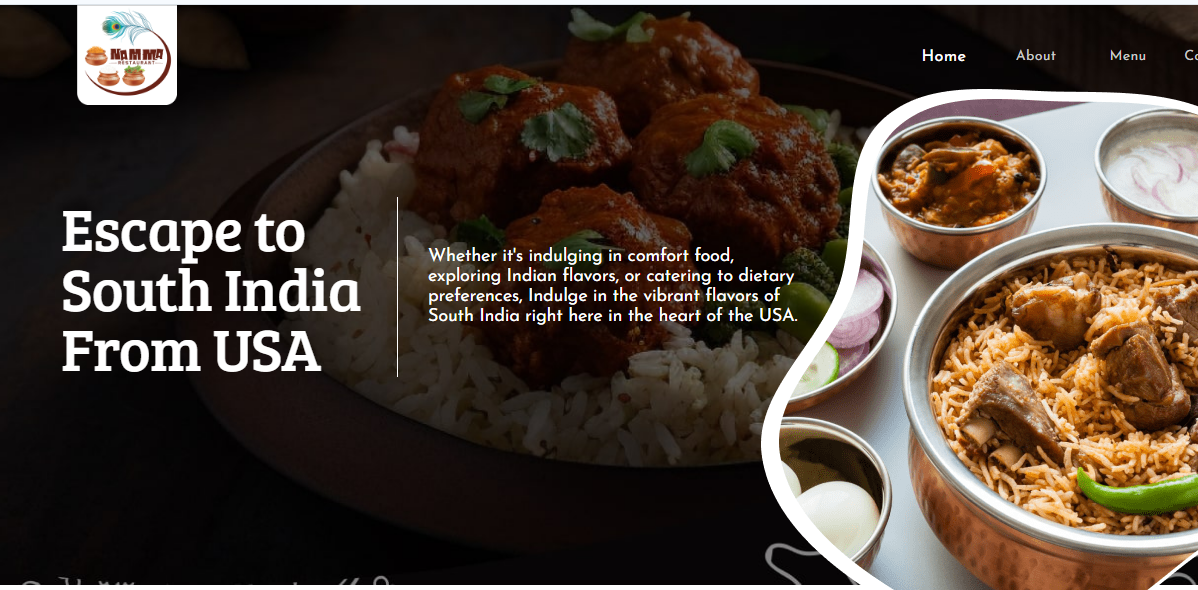 NAMMA
RESTAURANT
Home
About
Menu
Escape to
South India
From USA
Whether it's indulging in comfort food,
exploring Indian flavors, or catering to dietary
preferences, Indulge in the vibrant flavors of
South India right here in the heart of the USA.